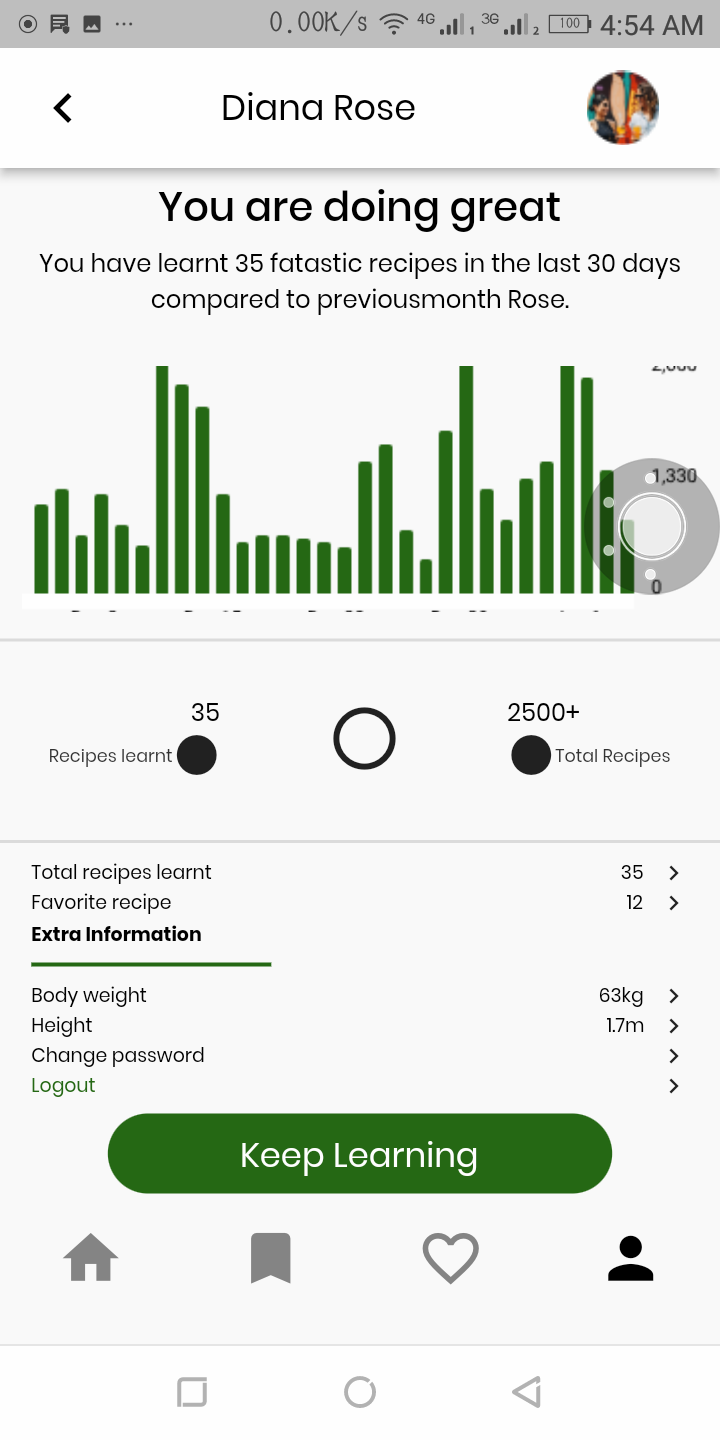 0.00K/s 4G 1 3G 2 100 4:54 AM
Diana Rose
You are doing great
You have learnt 35 fatastic recipes in the last 30 days
compared to previousmonth Rose.
1,330
0
35
2500+
Recipes learnt
Total Recipes
Total recipes learnt 35
Favorite recipe 12
Extra Information
Body weight 63kg
Height 1.7m
Change password
Logout
Keep Learning